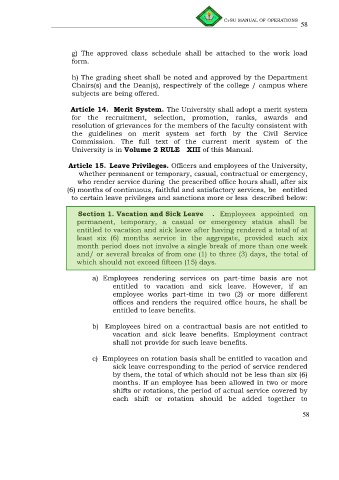 CvSU MANUAL OF OPERATIONS
58
g) The approved class schedule shall be attached to the work load
form.
h) The grading sheet shall be noted and approved by the Department
Chairs(s) and the Dean(s), respectively of the college / campus where
subjects are being offered.
Article 14. Merit System. The University shall adopt a merit system
for the recruitment, selection, promotion, ranks, awards and
resolution of grievances for the members of the faculty consistent with
the guidelines on merit system set forth by the Civil Service
Commission. The full text of the current merit system of the
University is in Volume 2 RULE XIII of this Manual.
Article 15. Leave Privileges. Officers and employees of the University,
whether permanent or temporary, casual, contractual or emergency,
who render service during the prescribed office hours shall, after six
(6) months of continuous, faithful and satisfactory services, be entitled
to certain leave privileges and sanctions more or less described below:
Section 1. Vacation and Sick Leave . Employees appointed on
permanent, temporary, a casual or emergency status shall be
entitled to vacation and sick leave after having rendered a total of at
least six (6) months service in the aggregate, provided such six
month period does not involve a single break of more than one week
and/ or several breaks of from one (1) to three (3) days, the total of
which should not exceed fifteen (15) days.
a) Employees rendering services on part-time basis are not
entitled to vacation and sick leave. However, if an
employee works part-time in two (2) or more different
offices and renders the required office hours, he shall be
entitled to leave benefits.
b) Employees hired on a contractual basis are not entitled to
vacation and sick leave benefits. Employment contract
shall not provide for such leave benefits.
c) Employees on rotation basis shall be entitled to vacation and
sick leave corresponding to the period of service rendered
by them, the total of which should not be less than six (6)
months. If an employee has been allowed in two or more
shifts or rotations, the period of actual service covered by
each shift or rotation should be added together to
58